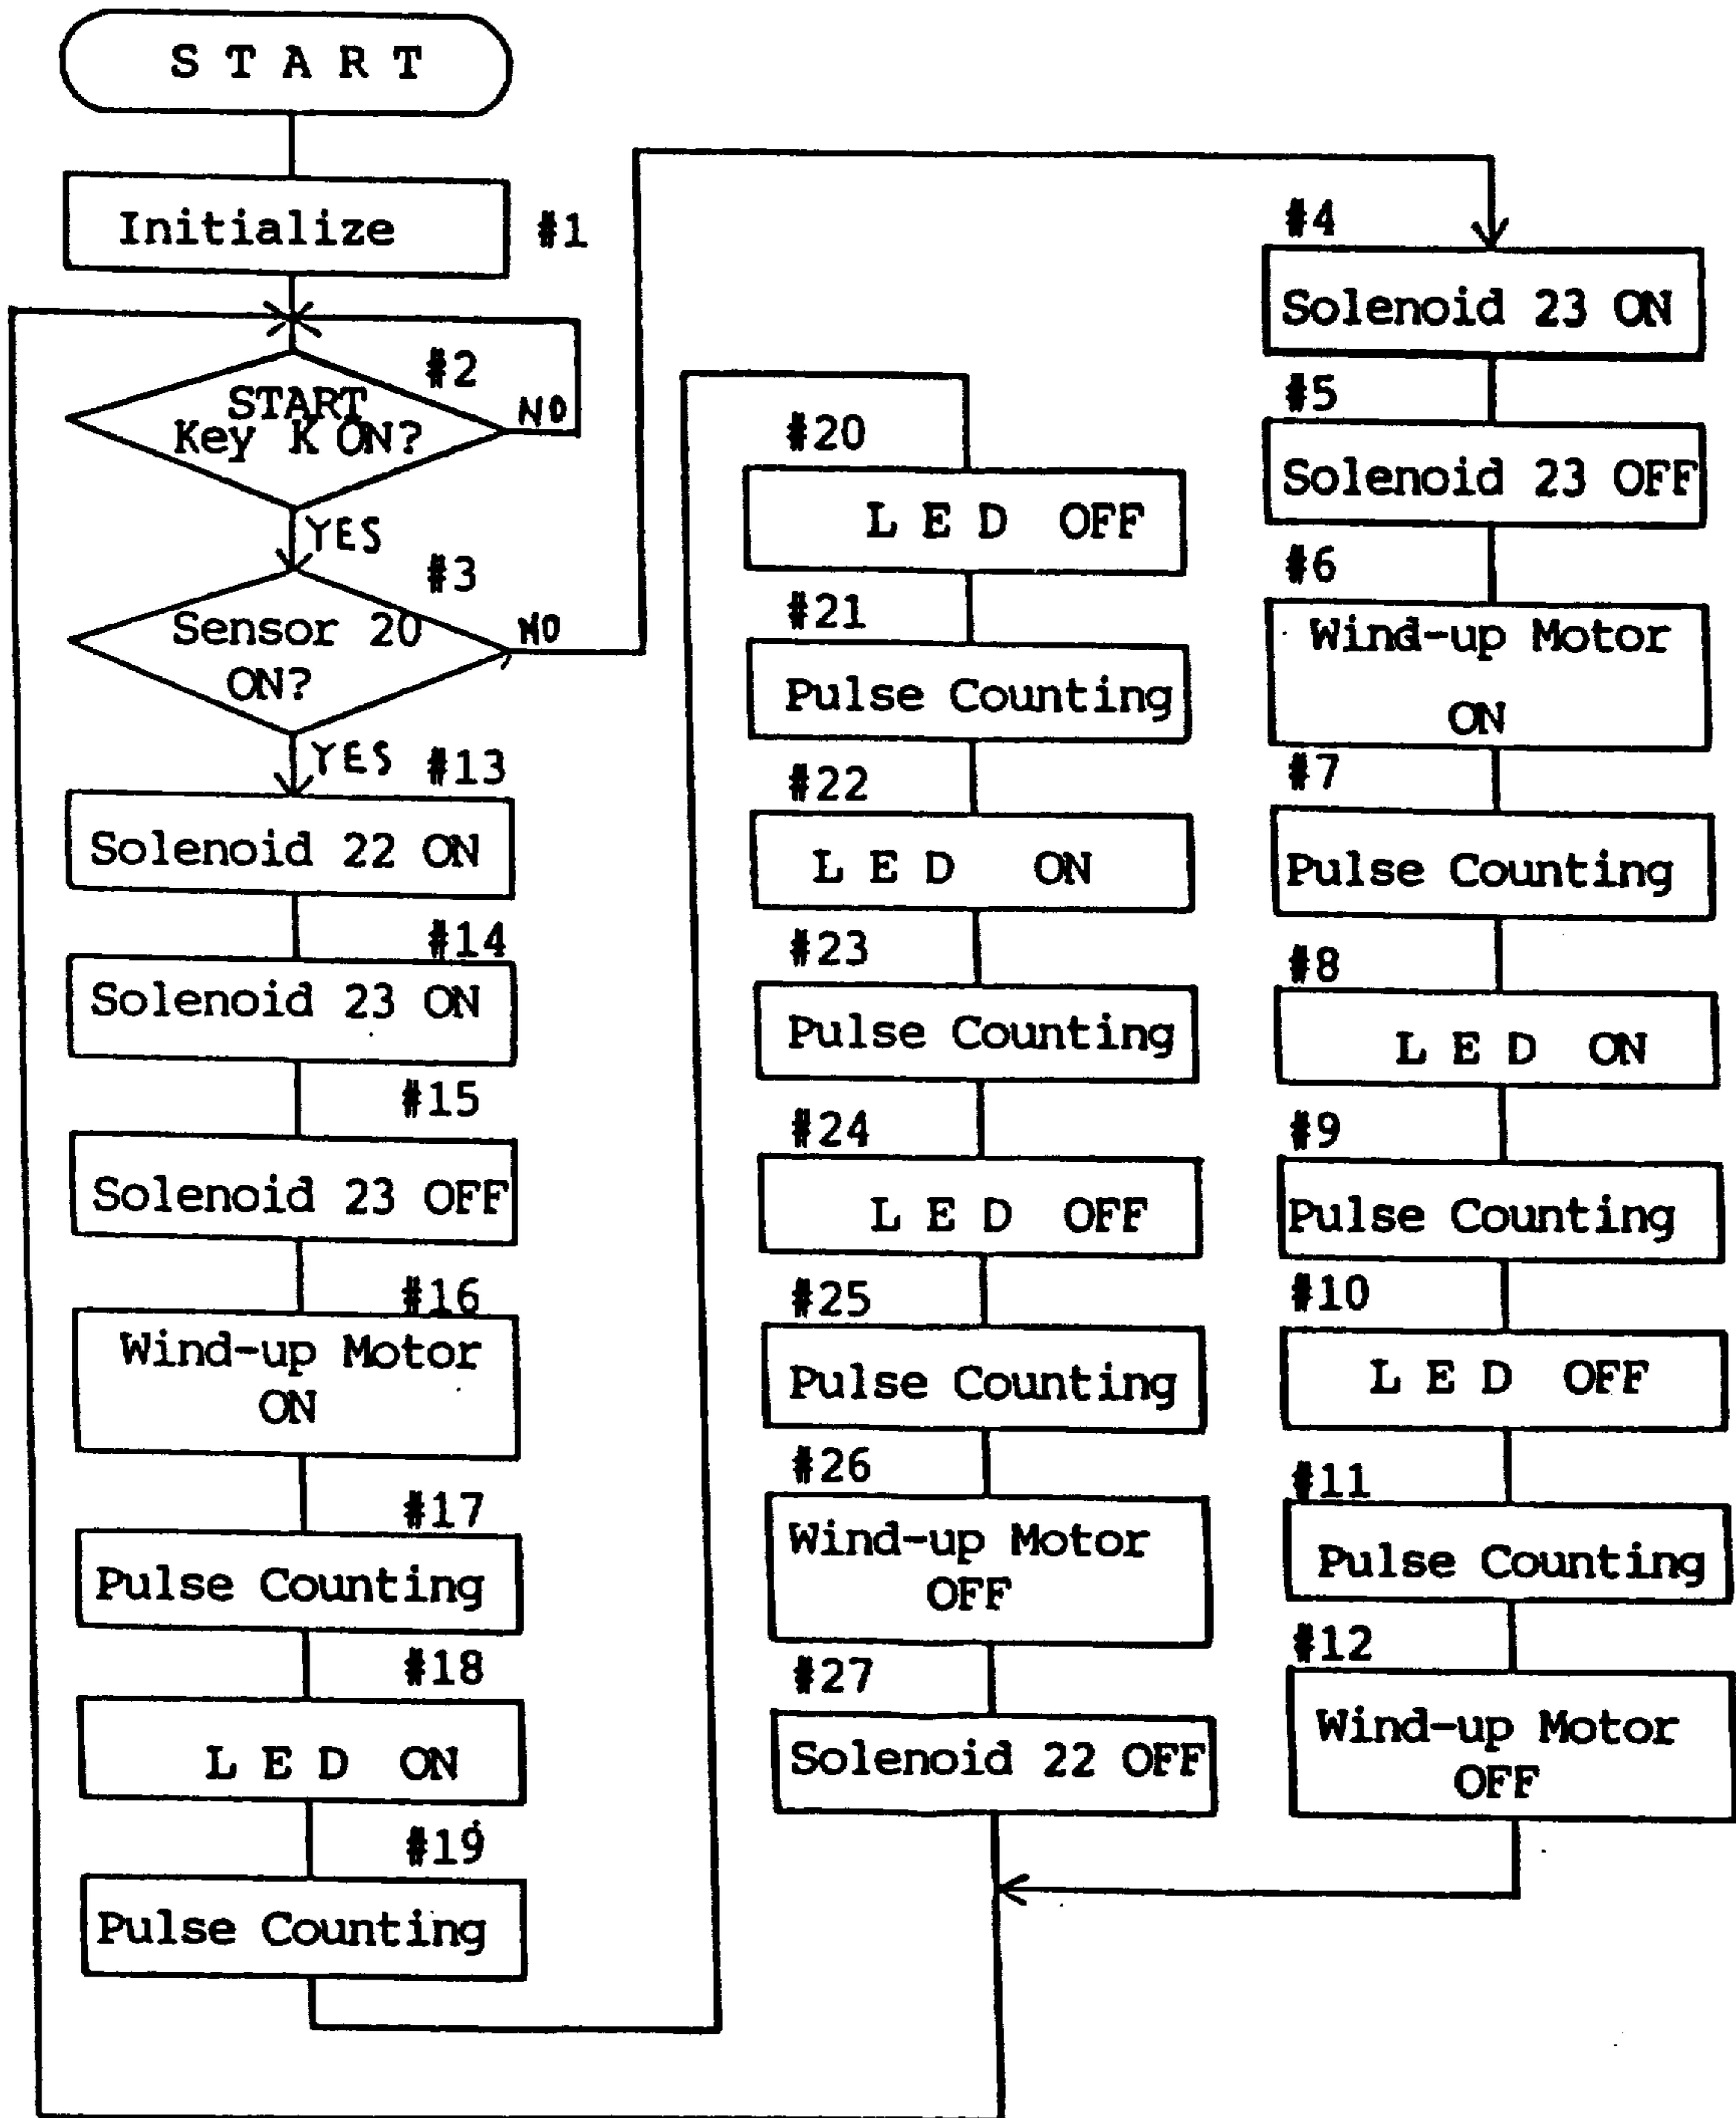 S T A R T
Initialize
#1
#2
START
Key K ON?
NO
YES
#3
Sensor 20
ON?
NO
YES
#13
Solenoid 22 ON
#14
Solenoid 23 ON
#15
Solenoid 23 OFF
#16
Wind-up Motor
ON
#17
Pulse Counting
#18
L E D ON
#19
Pulse Counting
#20
L E D OFF
#21
Pulse Counting
#22
L E D ON
#23
Pulse Counting
#24
L E D OFF
#25
Pulse Counting
#26
Wind-up Motor
OFF
#27
Solenoid 22 OFF
#4
Solenoid 23 ON
#5
Solenoid 23 OFF
#6
Wind-up Motor
ON
#7
Pulse Counting
#8
L E D ON
#9
Pulse Counting
#10
L E D OFF
#11
Pulse Counting
#12
Wind-up Motor
OFF